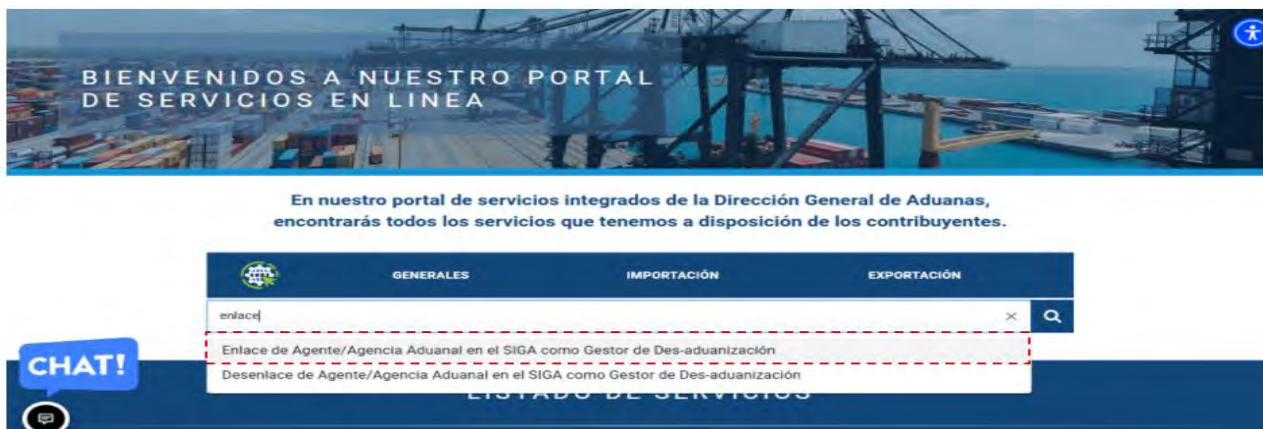 BIENVENIDOS A NUESTRO PORTAL
DE SERVICIOS EN LINEA
En nuestro portal de servicios integrados de la Dirección General de Aduanas,
encontrarás todos los servicios que tenemos a disposición de los contribuyentes.
GENERALES IMPORTACIÓN EXPORTACIÓN
enlace
Enlace de Agente/Agencia Aduanal en el SIGA como Gestor de Des-aduanización
Desenlace de Agente/Agencia Aduanal en el SIGA como Gestor de Des-aduanización
CHAT!
LISTADO DE SERVICIOS